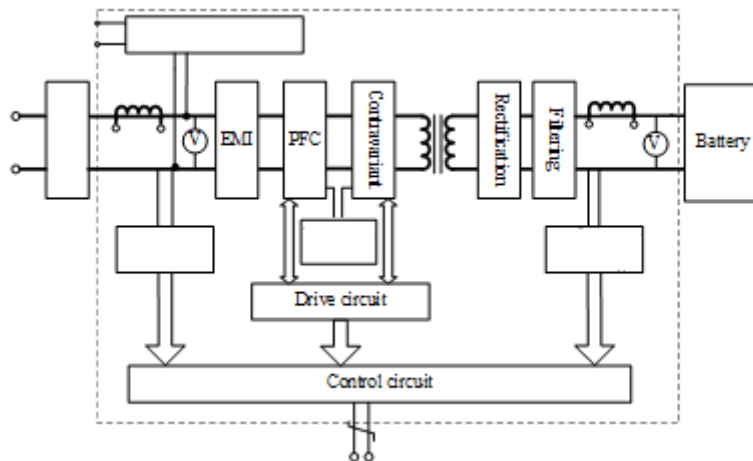 V
EMI
PFC
Contravariant
Rectification
Filtering
V
Battery
Drive circuit
Control circuit